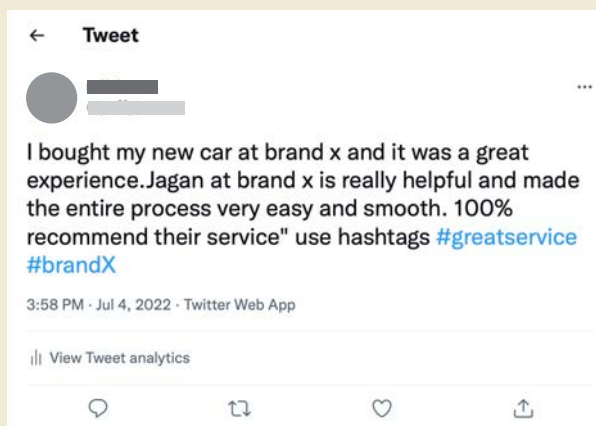 Tweet
I bought my new car at brand x and it was a great
experience.Jagan at brand x is really helpful and made
the entire process very easy and smooth. 100%
recommend their service" use hashtags #greatservice
#brandX
3:58 PM · Jul 4, 2022 · Twitter Web App
View Tweet analytics